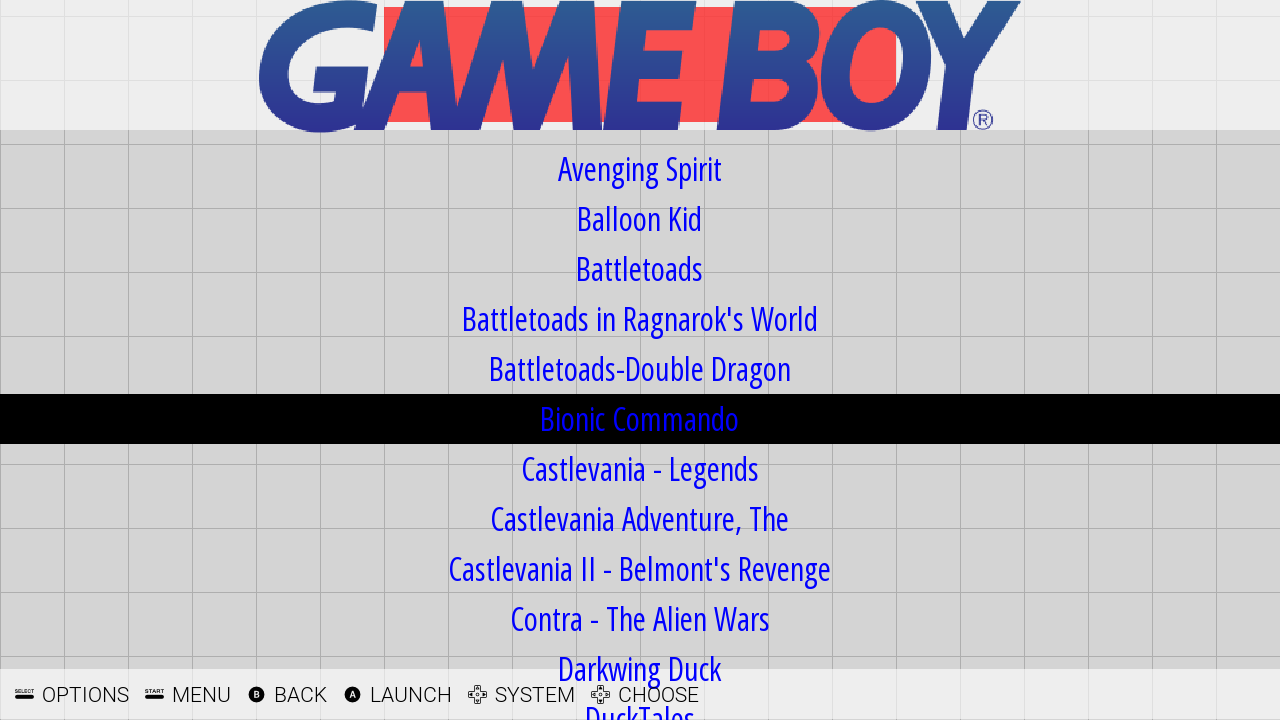 GAME BOY®
Avenging Spirit
Balloon Kid
Battletoads
Battletoads in Ragnarok's World
Battletoads-Double Dragon
Bionic Commando
Castlevania - Legends
Castlevania Adventure, The
Castlevania II - Belmont's Revenge
Contra - The Alien Wars
Darkwing Duck
SELECT OPTIONS START MENU B BACK A LAUNCH SYSTEM CHOOSE
DuckTales